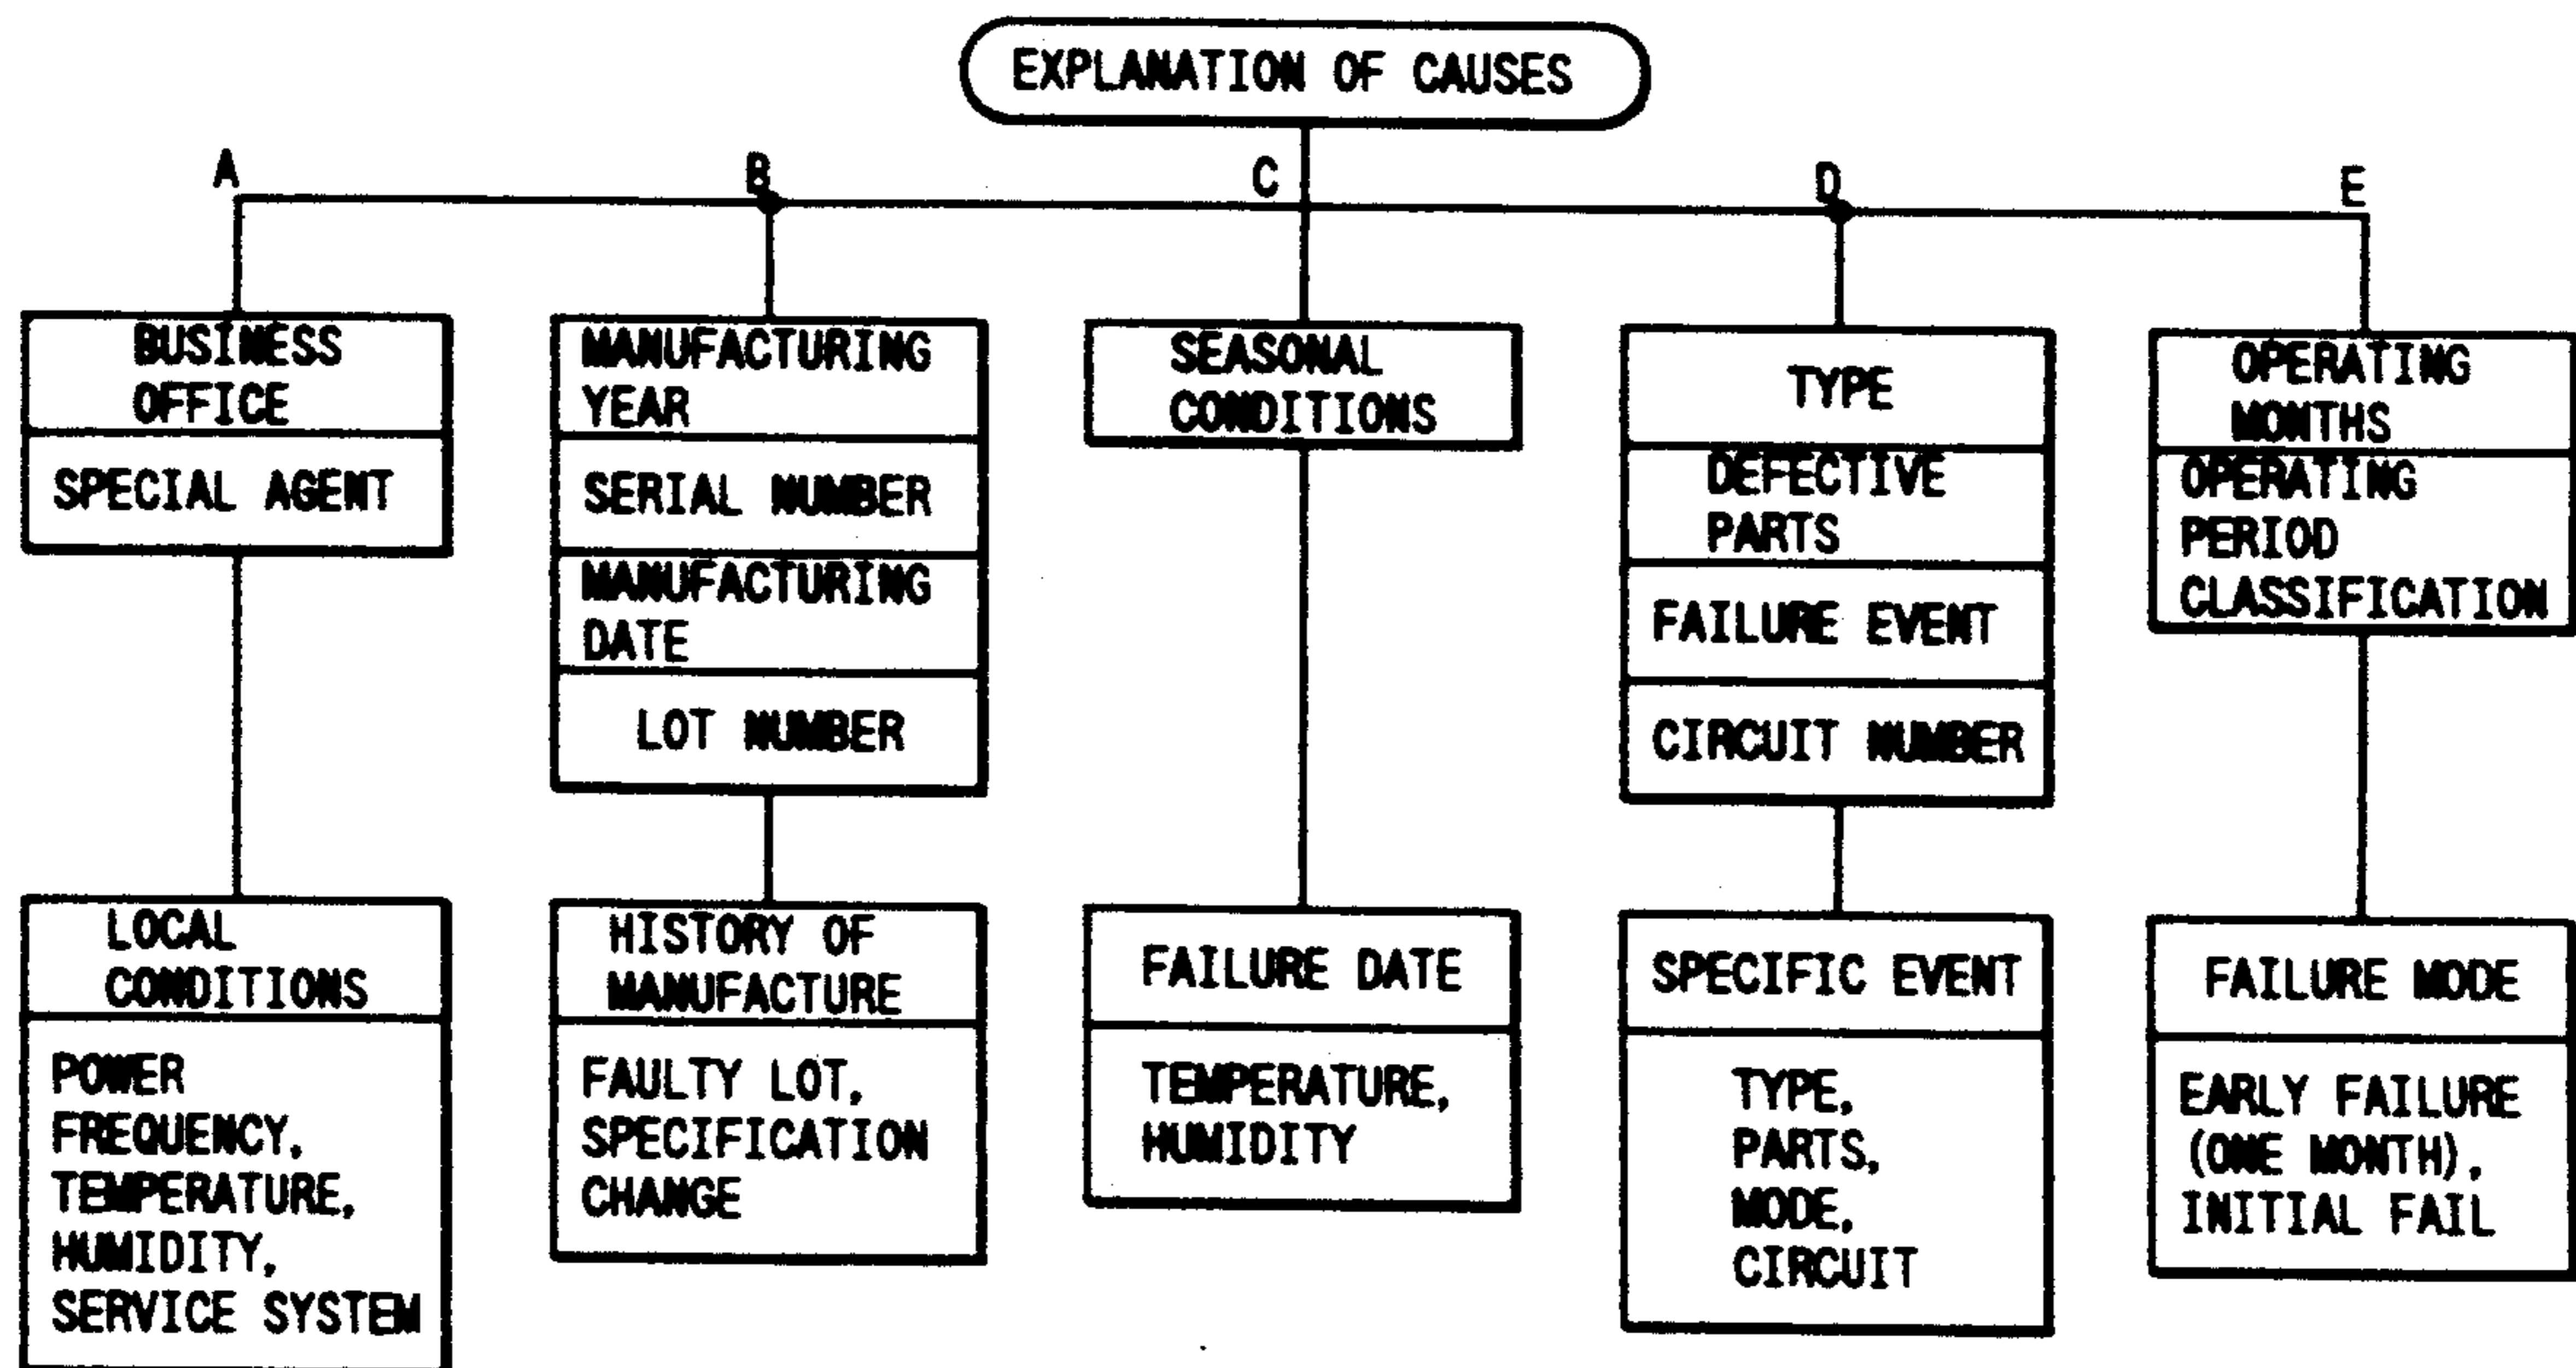 EXPLANATION OF CAUSES
A
B
C
D
E
BUSINESS
OFFICE
SPECIAL AGENT
LOCAL
CONDITIONS
POWER
FREQUENCY,
TEMPERATURE,
HUMIDITY,
SERVICE SYSTEM
MANUFACTURING
YEAR
SERIAL NUMBER
MANUFACTURING
DATE
LOT NUMBER
HISTORY OF
MANUFACTURE
FAULTY LOT,
SPECIFICATION
CHANGE
SEASONAL
CONDITIONS
FAILURE DATE
TEMPERATURE,
HUMIDITY
TYPE
DEFECTIVE
PARTS
FAILURE EVENT
CIRCUIT NUMBER
SPECIFIC EVENT
TYPE,
PARTS,
MODE,
CIRCUIT
OPERATING
MONTHS
OPERATING
PERIOD
CLASSIFICATION
FAILURE MODE
EARLY FAILURE
(ONE MONTH),
INITIAL FAIL